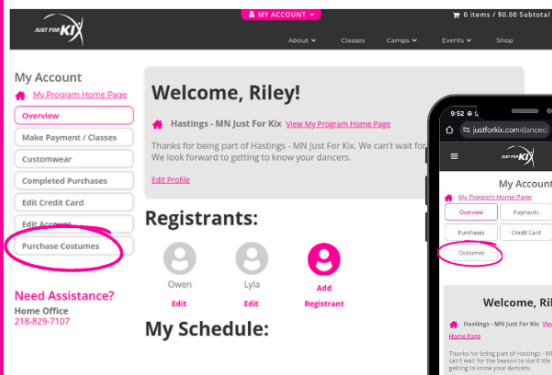 MY ACCOUNT
0 items / $0.00 Subtotal
JUST FOR KIX
About
Classes
Camps
Events
Shop
My Account
My Program Home Page
Overview
Make Payment / Classes
Customwear
Completed Purchases
Edit Credit Card
Edit Account
Purchase Costumes
Need Assistance?
Home Office
218-829-7107
Welcome, Riley!
Hastings - MN Just For Kix View My Program Home Page
Thanks for being part of Hastings - MN Just For Kix. We can't wait for
We look forward to getting to know your dancers.
Edit Profile
Registrants:
Owen
Lyla
Add
Registrant
Edit
Edit
My Schedule:
9:52
justforkix.com/dancec
JUST FOR KIX
My Account
My Program Home Page
Overview
Payments
Purchases
Credit Card
Costumes
Welcome, Ril
Hastings - MN Just For Kix View
Home Page
Thanks for being part of Hastings - MN
can't wait for the season to start! We
getting to know your dancers.